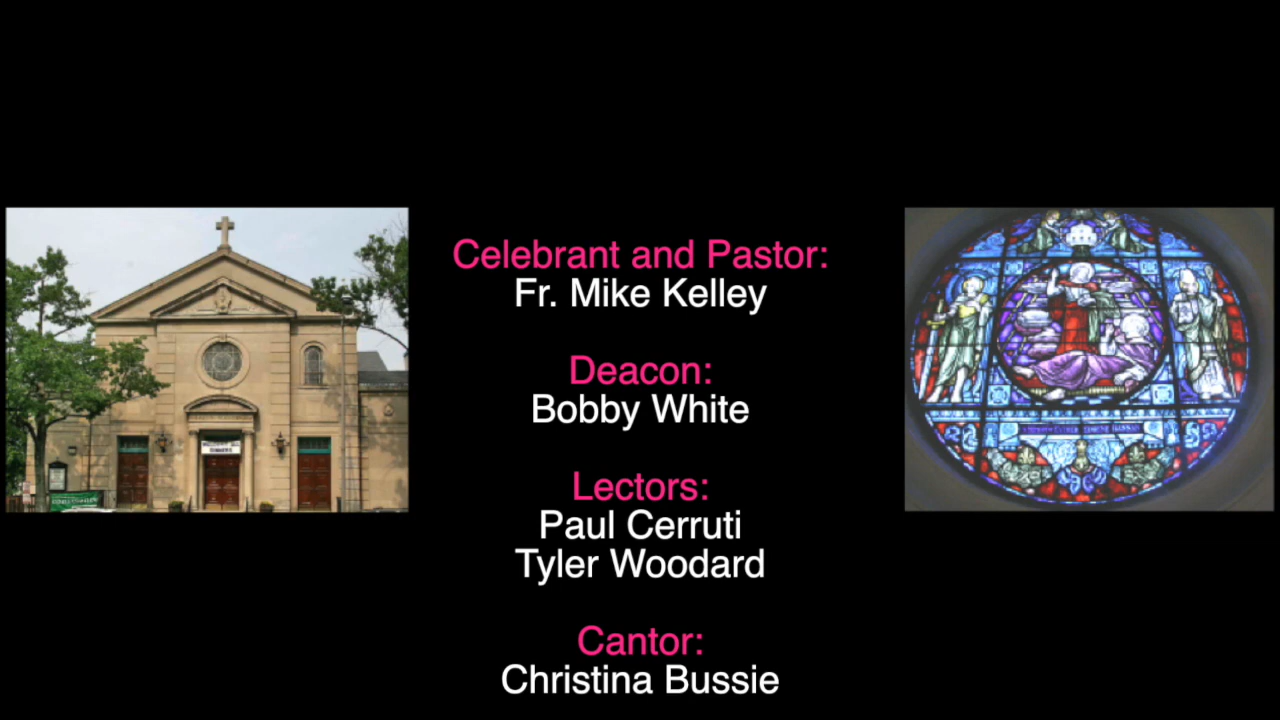 Celebrant and Pastor:
Fr. Mike Kelley
Deacon:
Bobby White
Lectors:
Paul Cerruti
Tyler Woodard
Cantor:
Christina Bussie